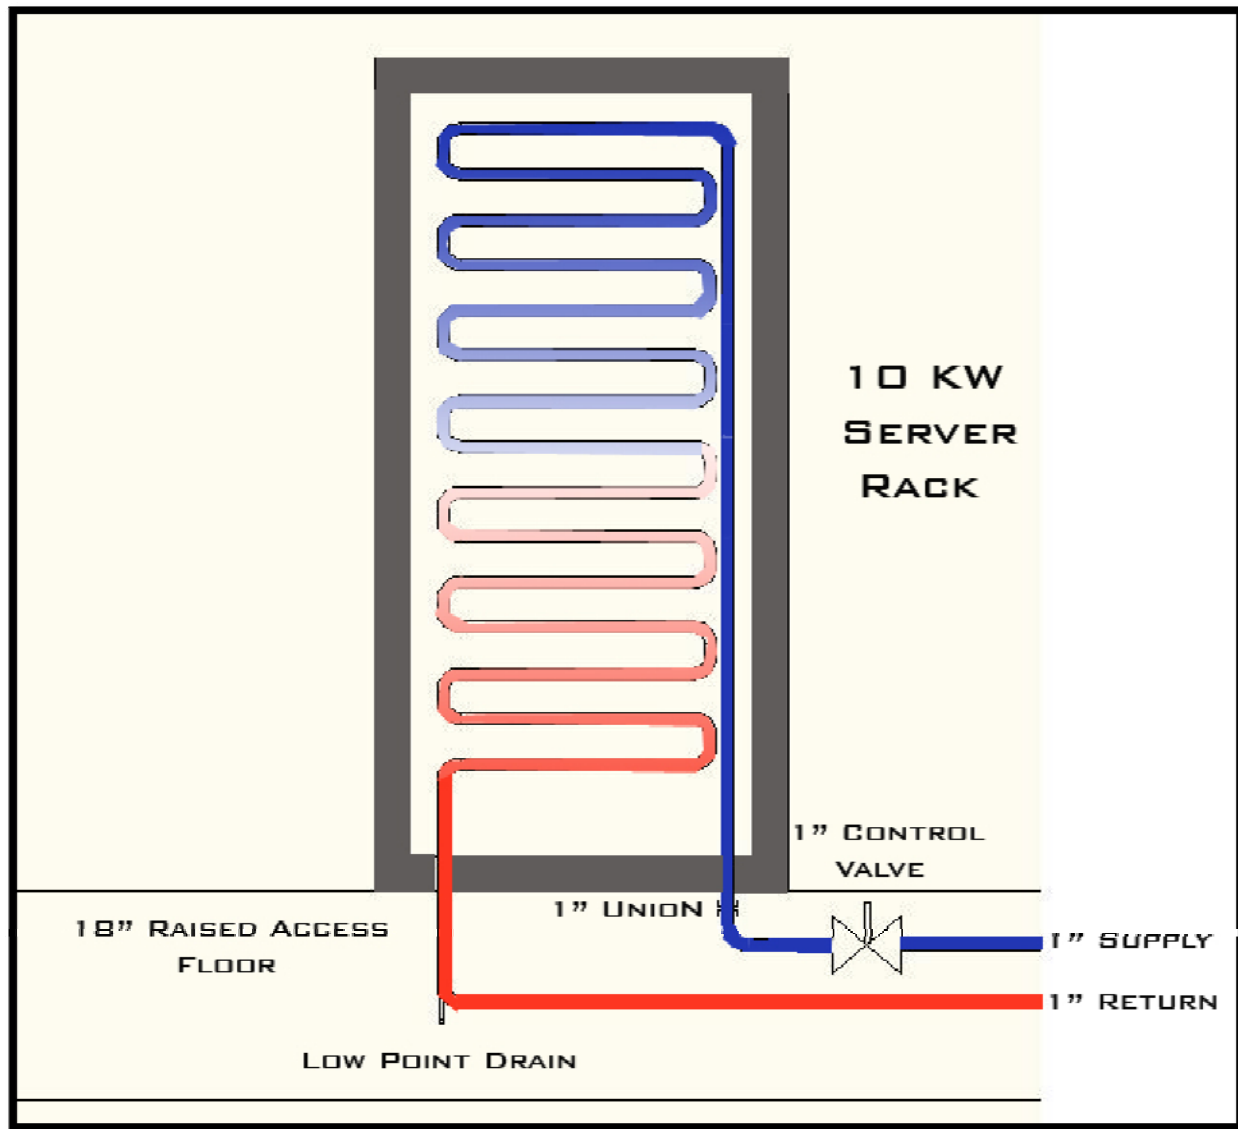 10 KW
SERVER
RACK
1” CONTROL
VALVE
1” UNION
18” RAISED ACCESS
FLOOR
1” SUPPLY
1” RETURN
LOW POINT DRAIN